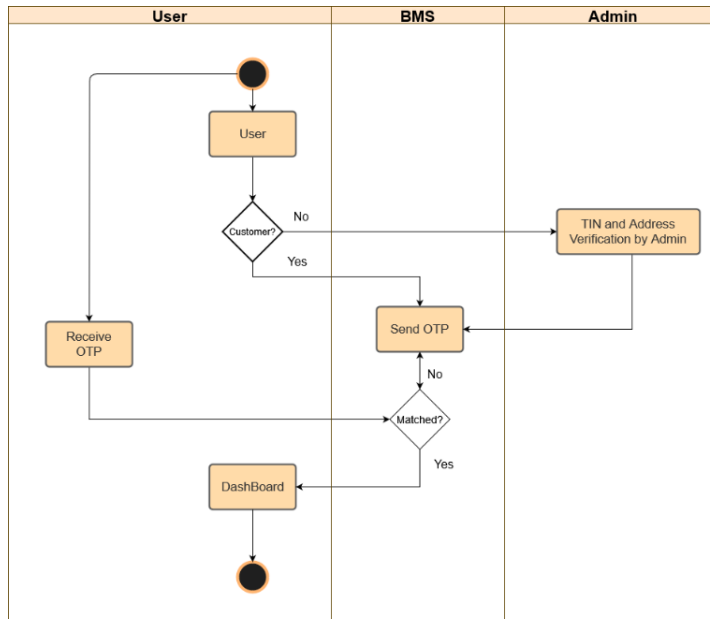 User
BMS
Admin
User
Customer?
No
Yes
TIN and Address
Verification by Admin
Send OTP
Receive
OTP
No
Matched?
Yes
DashBoard